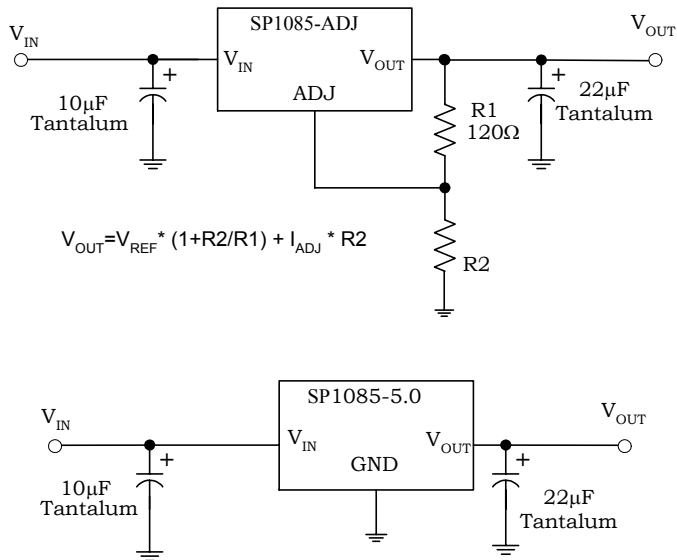 V_IN
SP1085-ADJ
V_OUT
V_IN
V_OUT
ADJ
+
+
10μF
Tantalum
R1
120Ω
22μF
Tantalum
V_OUT=V_REF* (1+R2/R1) + I_ADJ * R2
R2
V_IN
SP1085-5.0
V_OUT
V_IN
V_OUT
GND
+
+
10μF
Tantalum
22μF
Tantalum